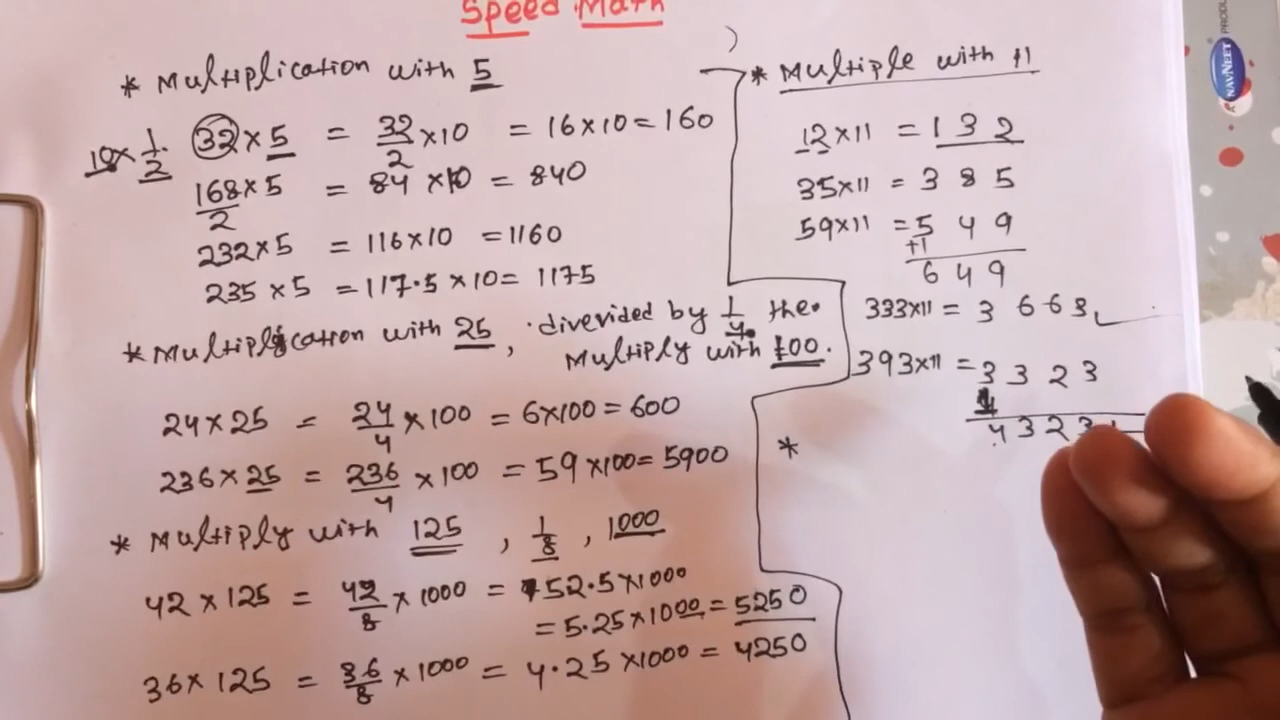 Speed Math
* Multiplication with 5
10 × 1/2 32 × 5 = 32/2 × 10 = 16 × 10 = 160
168/2 × 5 = 84 × 10 = 840
232 × 5 = 116 × 10 = 1160
235 × 5 = 117.5 × 10 = 1175
* Multiplication with 25, diverided by 1/4 the.
Multiply with 100.
24 × 25 = 24/4 × 100 = 6 × 100 = 600
236 × 25 = 236/4 × 100 = 59 × 100 = 5900
* Multiply with 125, 1/8, 1000
42 × 125 = 42/8 × 1000 = 52.5 × 1000
= 5.25 × 1000 = 5250
36 × 125 = 36/8 × 1000 = 4.25 × 1000 = 4250
* Multiple with 11
12 × 11 = 1 3 2
35 × 11 = 3 8 5
59 × 11 = 5 4 9
+1
6 4 9
333 × 11 = 3 6 6 3
393 × 11 = 3 3 2 3
1
4 3 2 3
*
NAVNEET